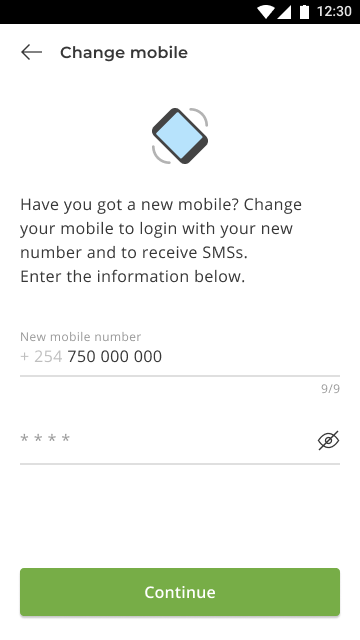 12:30
Change mobile
Have you got a new mobile? Change
your mobile to login with your new
number and to receive SMSs.
Enter the information below.
New mobile number
+ 254 750 000 000
9/9
* * * *
Continue